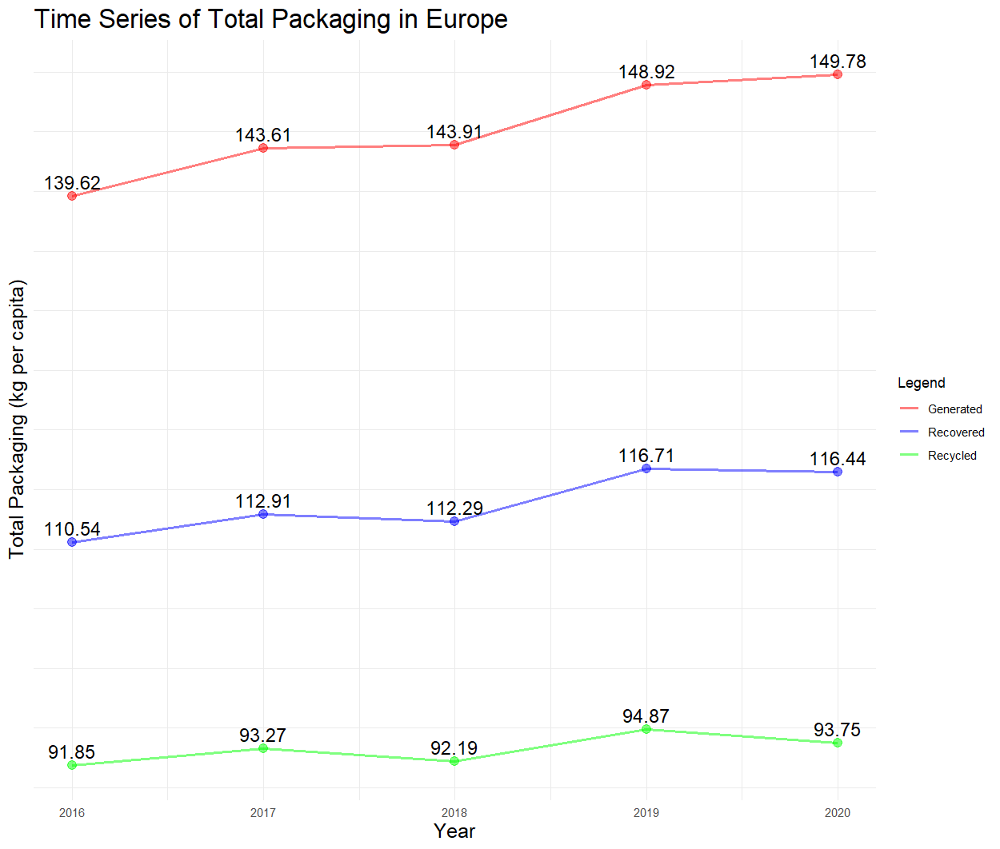 Time Series of Total Packaging in Europe
149.78
148.92
143.61
143.91
139.62
Total Packaging (kg per capita)
Legend
Generated
Recovered
Recycled
116.71
116.44
112.91
112.29
110.54
94.87
93.75
93.27
92.19
91.85
2016
2017
2018
2019
2020
Year